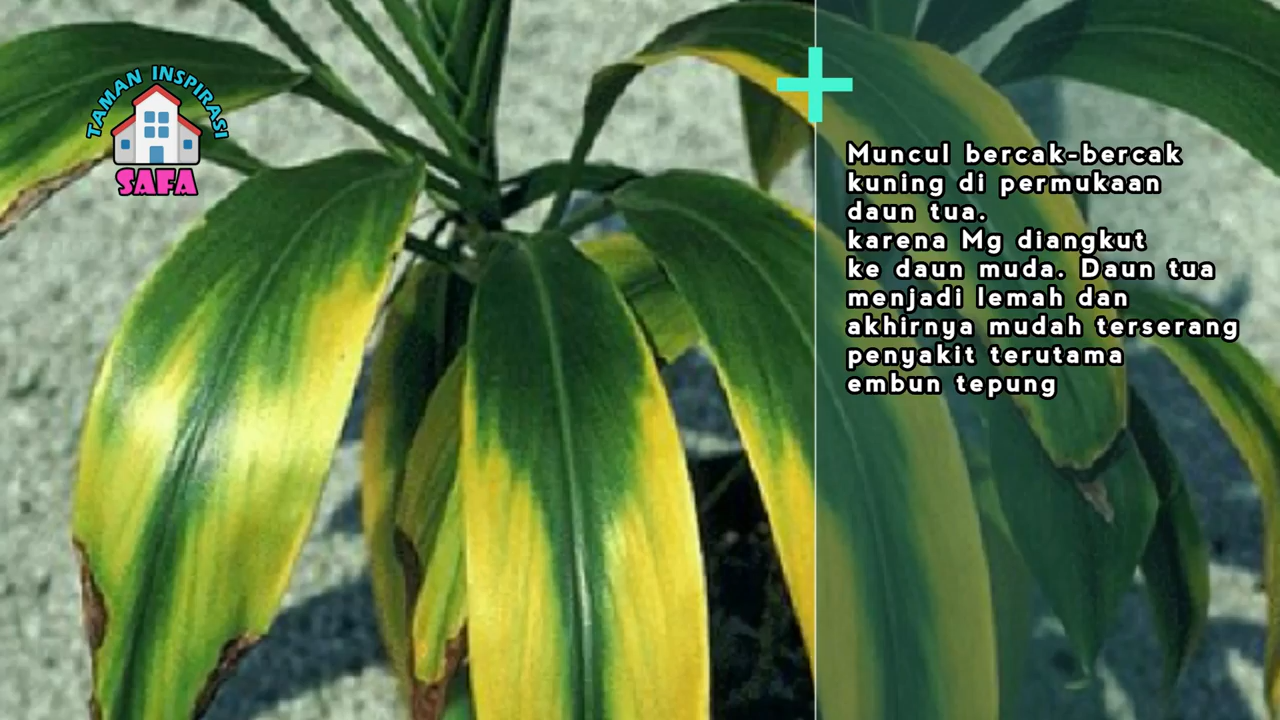 TAMAN INSPIRASI
SAFA
Muncul bercak-bercak
kuning di permukaan
daun tua.
karena Mg diangkut
ke daun muda. Daun tua
menjadi lemah dan
akhirnya mudah terserang
penyakit terutama
embun tepung